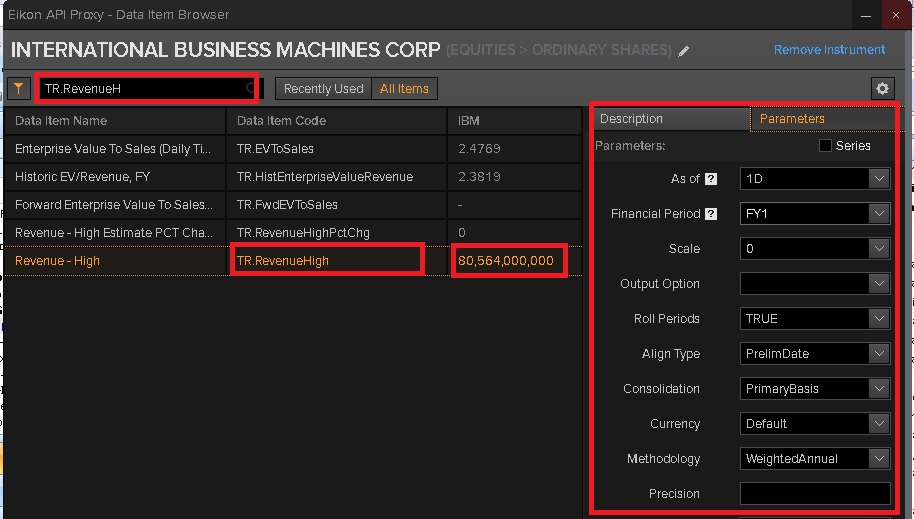 Eikon API Proxy - Data Item Browser
INTERNATIONAL BUSINESS MACHINES CORP (EQUITIES > ORDINARY SHARES) Remove Instrument
TR.RevenueH Recently Used All Items
Description Parameters
Data Item Name Data Item Code IBM
Parameters: Series
Enterprise Value To Sales (Daily Ti... TR.EVToSales 2.4769
Historic EV/Revenue, FY TR.HistEnterpriseValueRevenue 2.3819
Forward Enterprise Value To Sales... TR.FwdEVToSales -
Revenue - High Estimate PCT Cha... TR.RevenueHighPctChg 0
Revenue - High TR.RevenueHigh 80,564,000,000
As of ? 1D
Financial Period ? FY1
Scale 0
Output Option
Roll Periods TRUE
Align Type PrelimDate
Consolidation PrimaryBasis
Currency Default
Methodology WeightedAnnual
Precision